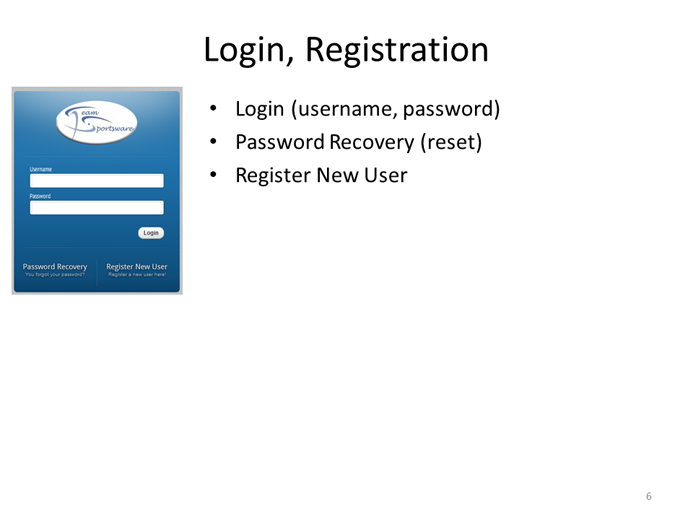 Login, Registration
Team
Sportsware
Username
Password
Login
Password Recovery
You forgot your password?
Register New User
Register a new user here!
• Login (username, password)
• Password Recovery (reset)
• Register New User
6